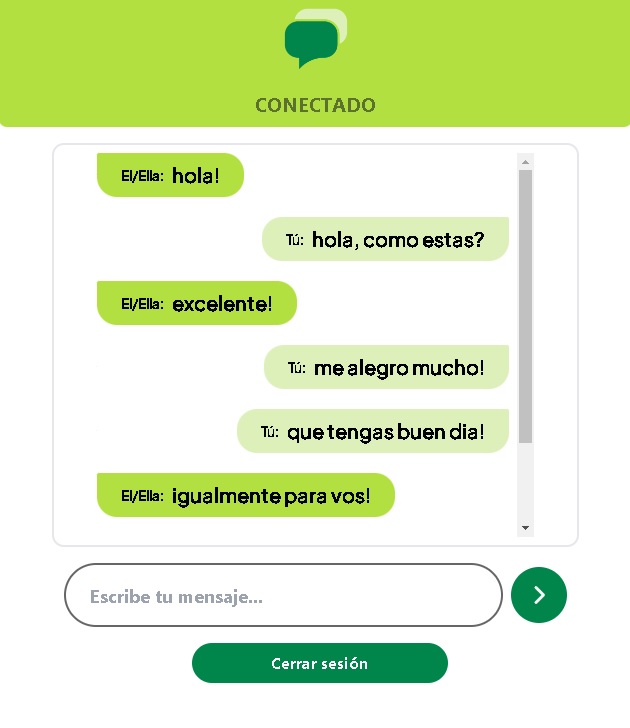 CONECTADO
El/Ella: hola!
Tú: hola, como estas?
El/Ella: excelente!
Tú: me alegro mucho!
Tú: que tengas buen dia!
El/Ella: igualmente para vos!
Escribe tu mensaje...
Cerrar sesión